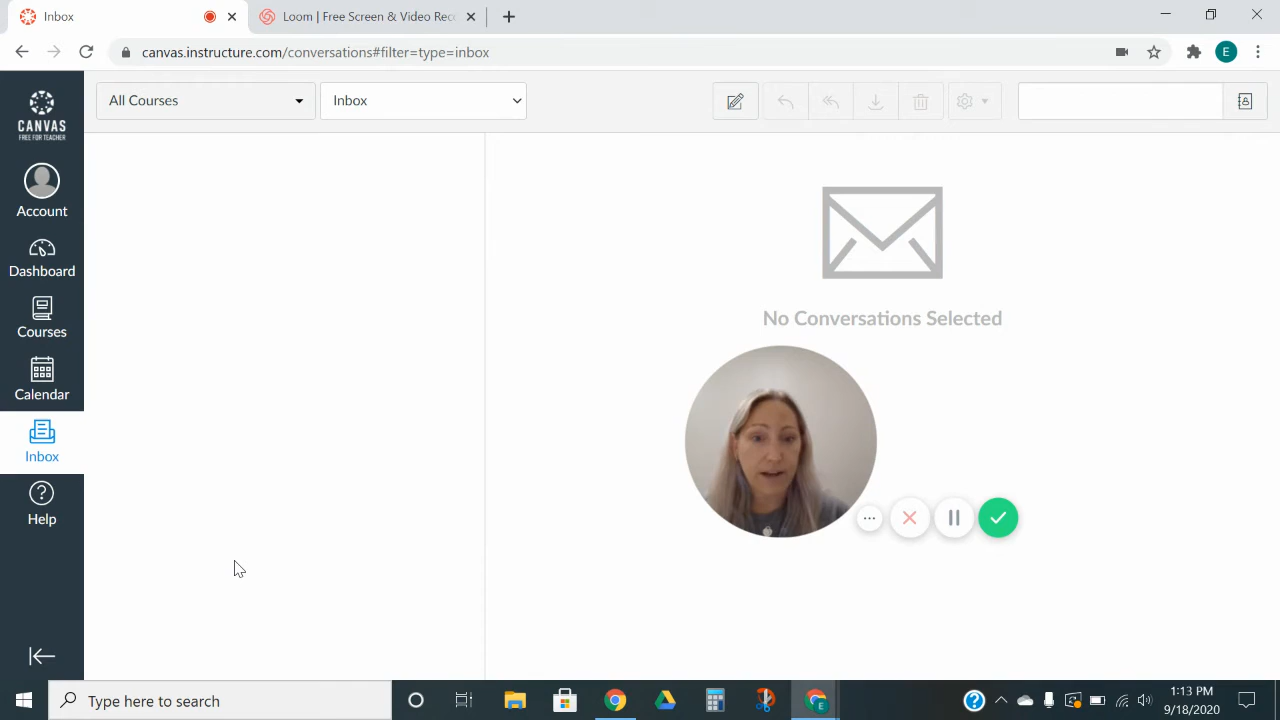 Inbox
Loom | Free Screen & Video Rec
canvas.instructure.com/conversations#filter=type=inbox
E
CANVAS
FREE FOR TEACHER
All Courses
Inbox
Account
Dashboard
Courses
Calendar
Inbox
Help
No Conversations Selected
Type here to search
E
1:13 PM
9/18/2020